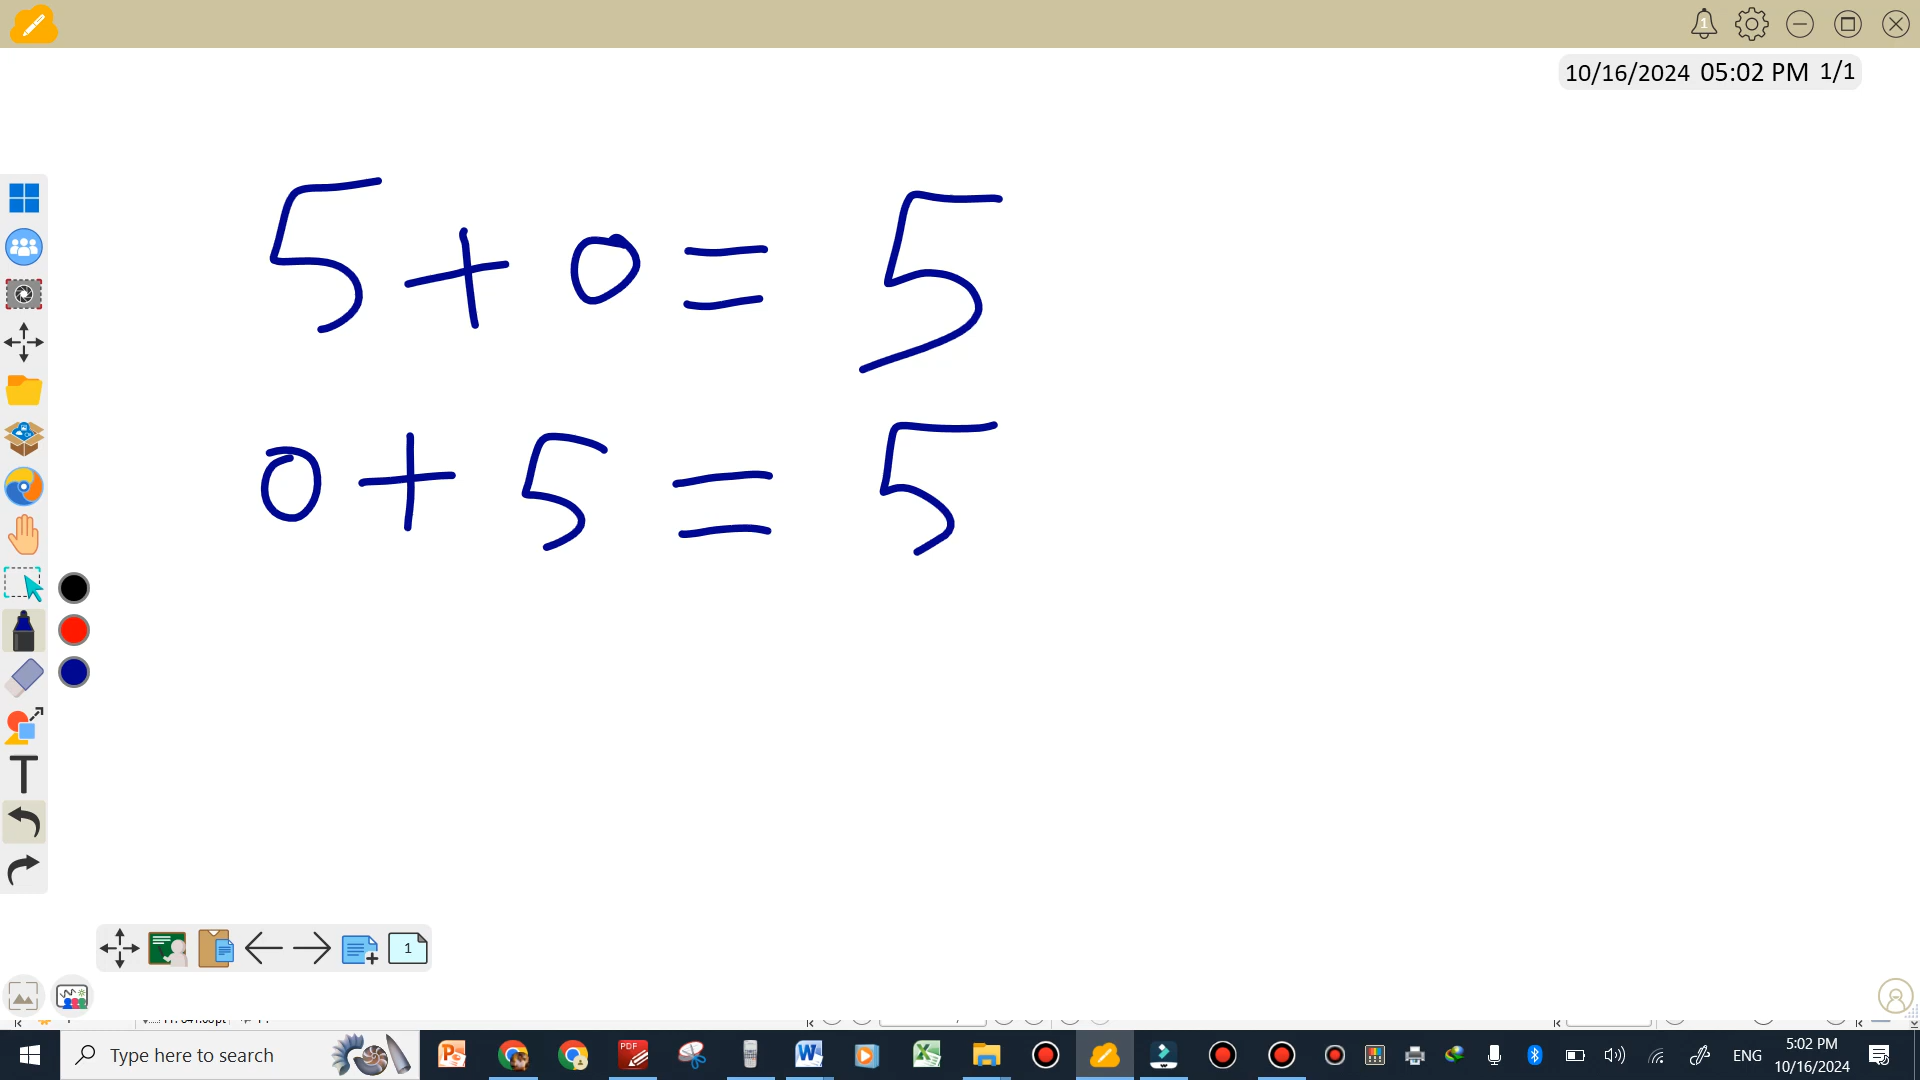 10/16/2024 05:02 PM 1/1
5 + 0 = 5
0 + 5 = 5
1
Type here to search
ENG
5:02 PM
10/16/2024